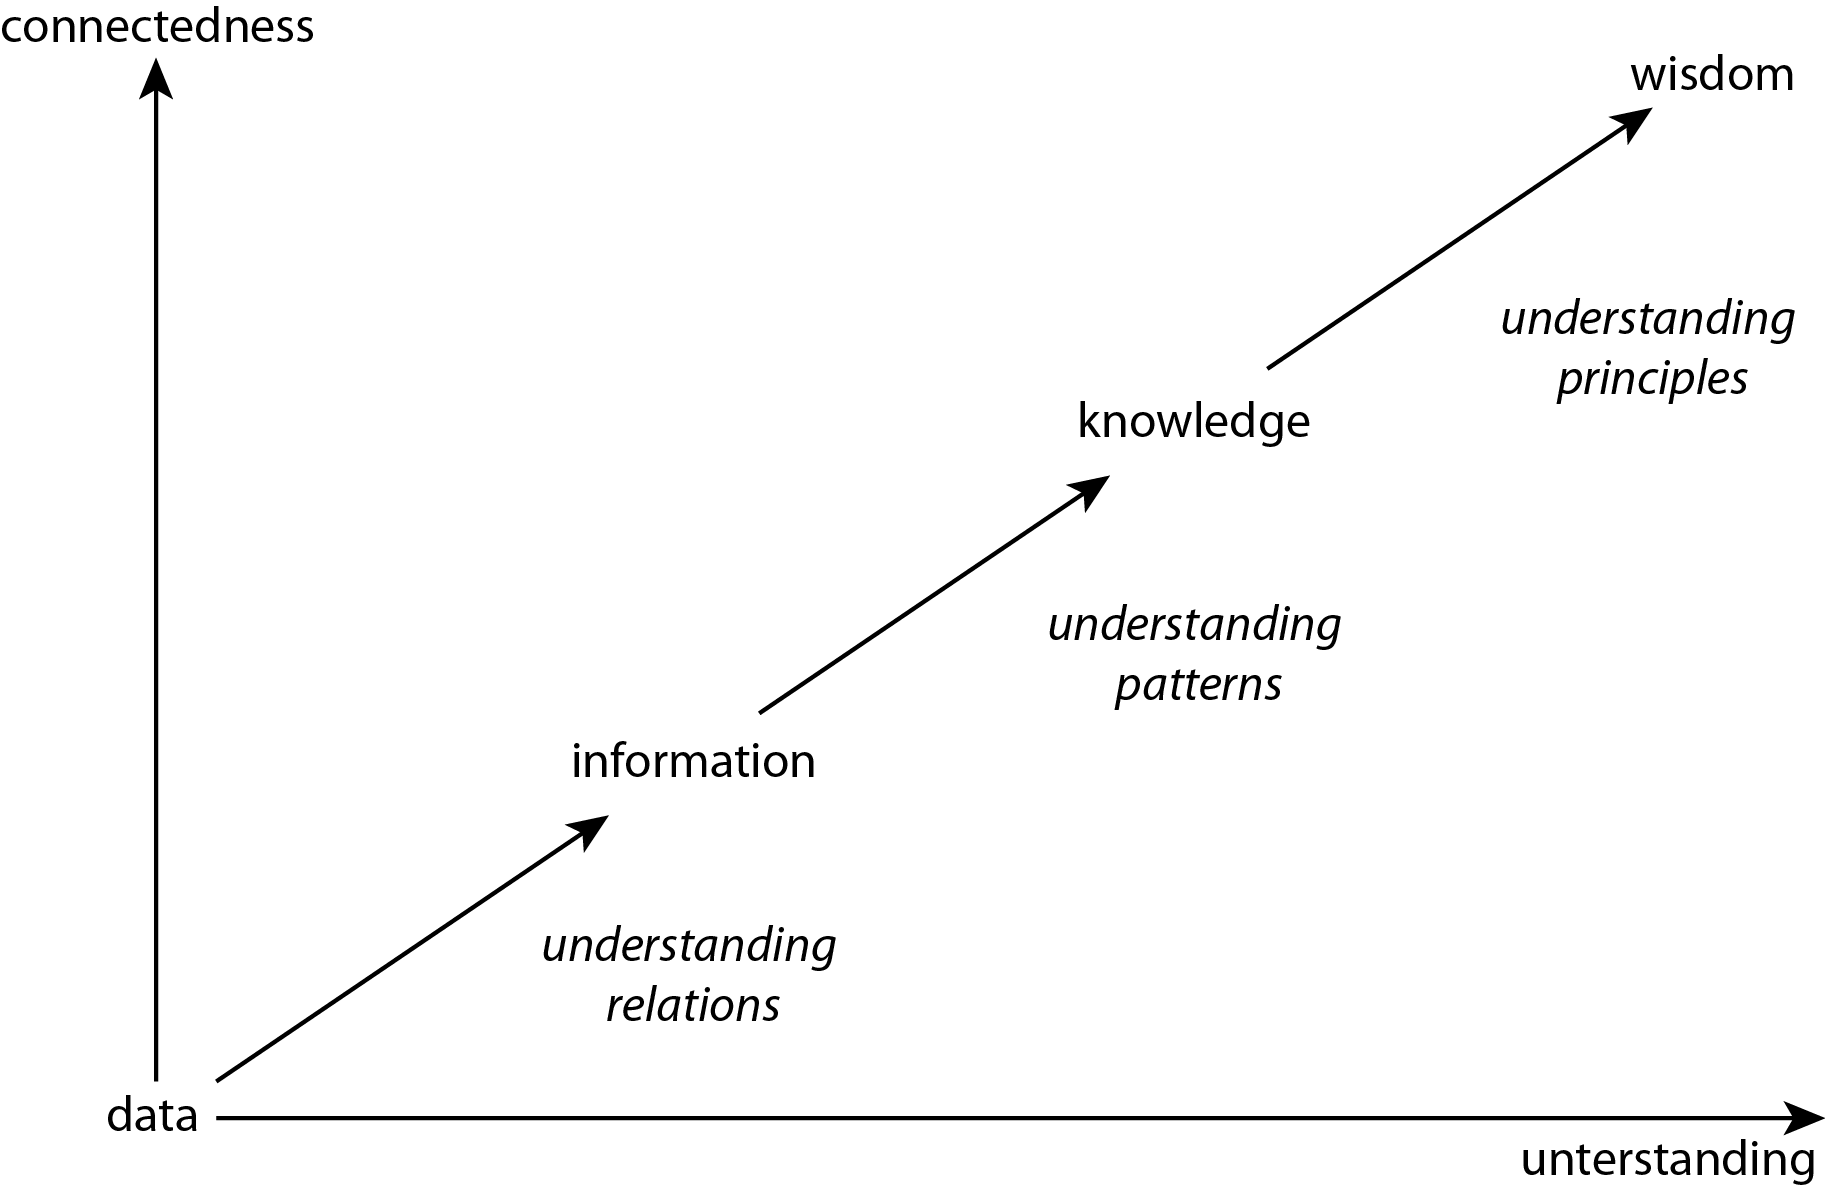 connectedness
wisdom
understanding
principles
knowledge
understanding
patterns
information
understanding
relations
data
unterstanding